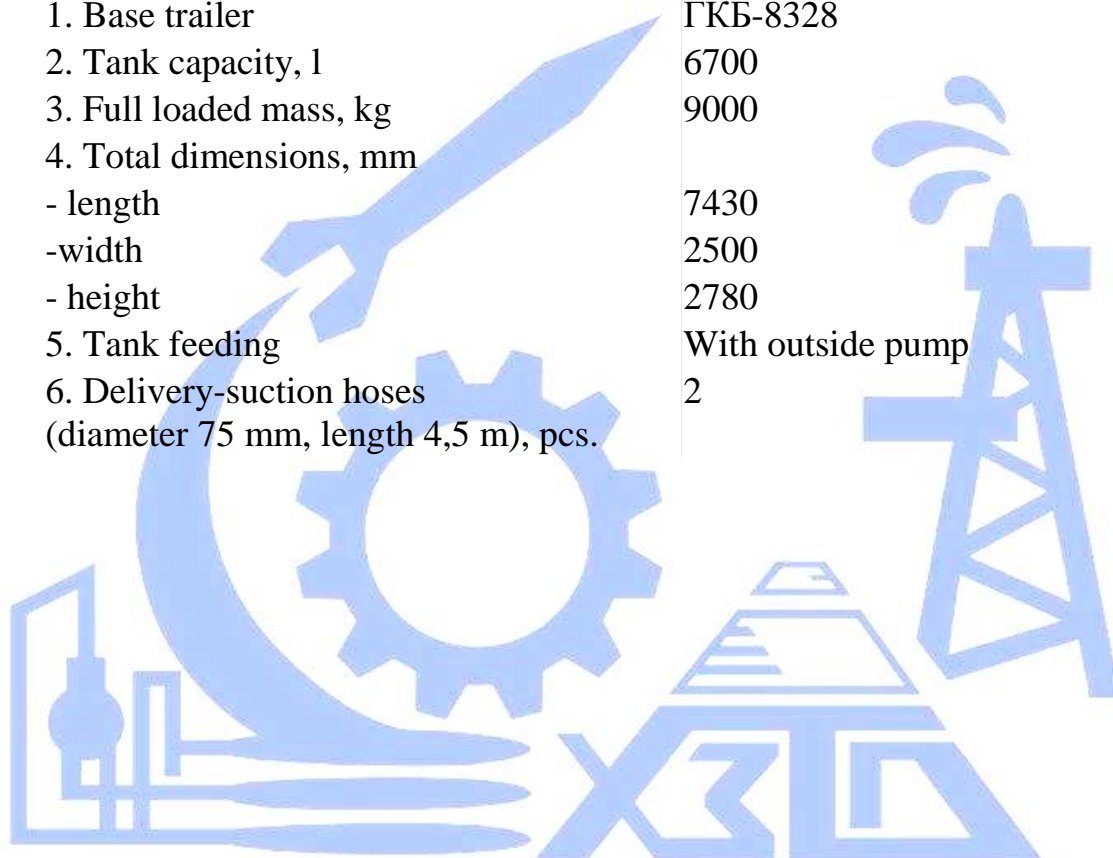 1. Base trailer ГКБ-8328
2. Tank capacity, l 6700
3. Full loaded mass, kg 9000
4. Total dimensions, mm
- length 7430
-width 2500
- height 2780
5. Tank feeding With outside pump
6. Delivery-suction hoses 2
(diameter 75 mm, length 4,5 m), pcs.
ХЗТО